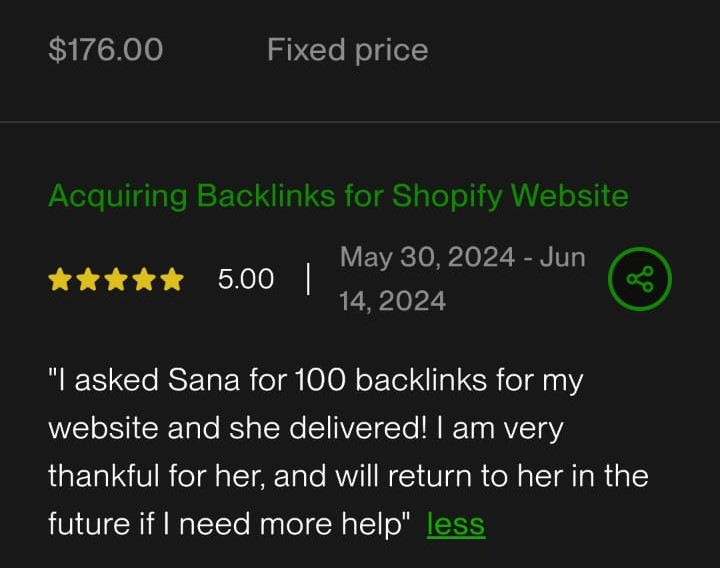 $176.00 Fixed price
Acquiring Backlinks for Shopify Website
5.00 | May 30, 2024 - Jun
14, 2024
"I asked Sana for 100 backlinks for my
website and she delivered! I am very
thankful for her, and will return to her in the
future if I need more help" less